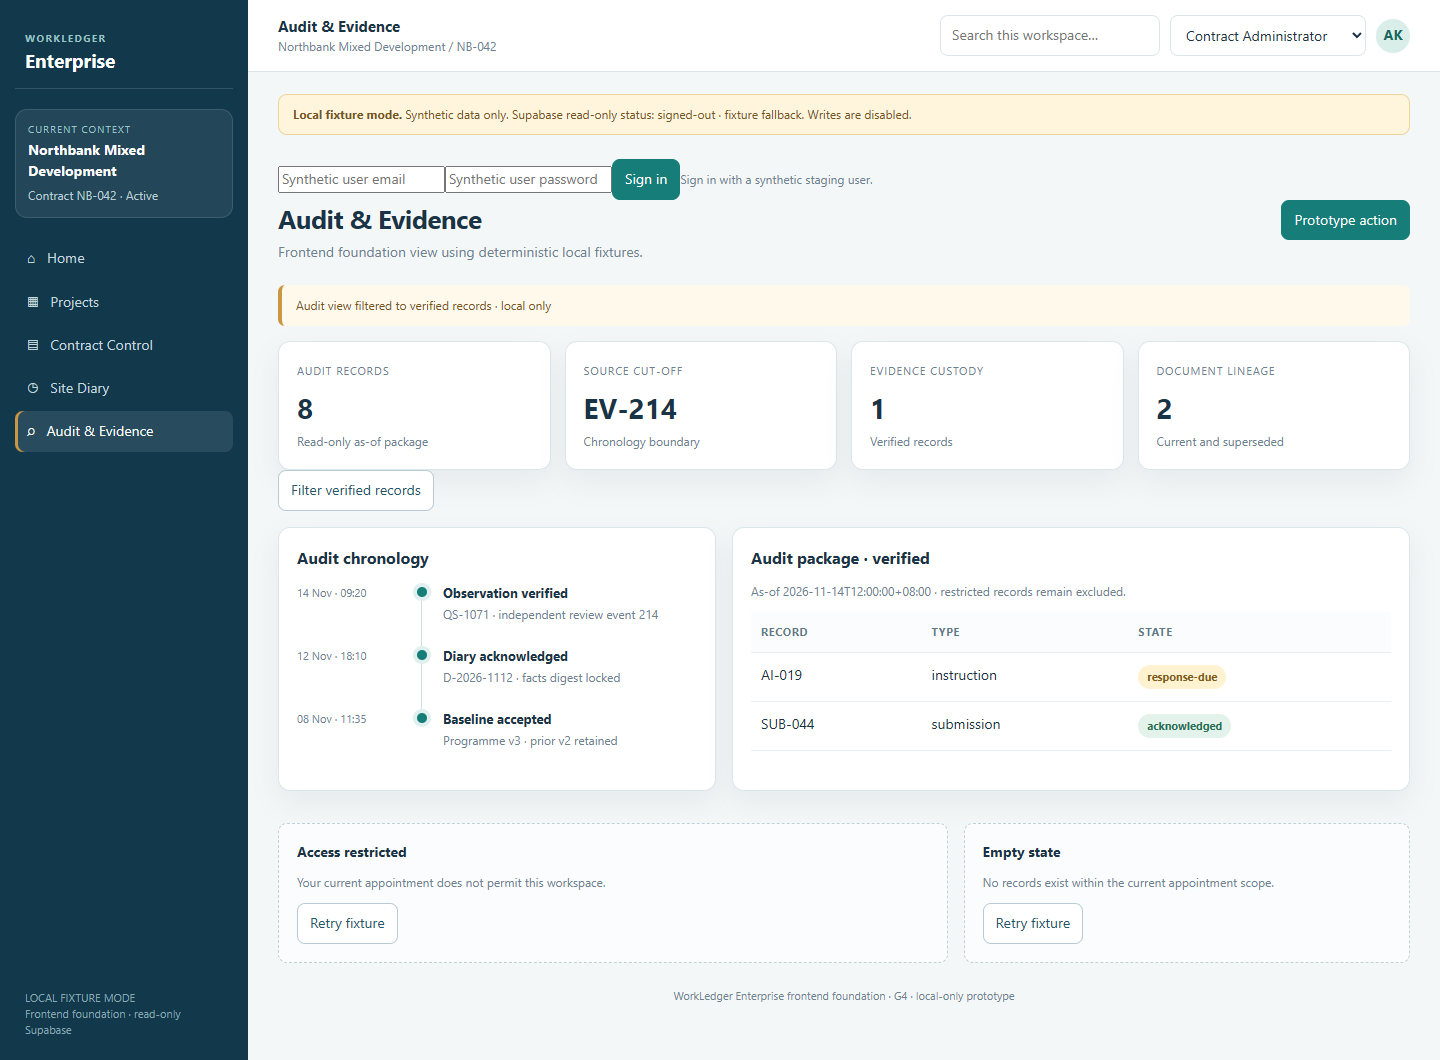 WORKLEDGER
Enterprise
CURRENT CONTEXT
Northbank Mixed
Development
Contract NB-042 · Active
Home
Projects
Contract Control
Site Diary
Audit & Evidence
LOCAL FIXTURE MODE
Frontend foundation · read-only
Supabase
Audit & Evidence
Northbank Mixed Development / NB-042
Search this workspace...
Contract Administrator
AK
Local fixture mode. Synthetic data only. Supabase read-only status: signed-out · fixture fallback. Writes are disabled.
Synthetic user email
Synthetic user password
Sign in
Sign in with a synthetic staging user.
Audit & Evidence
Prototype action
Frontend foundation view using deterministic local fixtures.
Audit view filtered to verified records · local only
AUDIT RECORDS
8
Read-only as-of package
SOURCE CUT-OFF
EV-214
Chronology boundary
EVIDENCE CUSTODY
1
Verified records
DOCUMENT LINEAGE
2
Current and superseded
Filter verified records
Audit chronology
14 Nov · 09:20
Observation verified
QS-1071 · independent review event 214
12 Nov · 18:10
Diary acknowledged
D-2026-1112 · facts digest locked
08 Nov · 11:35
Baseline accepted
Programme v3 · prior v2 retained
Audit package · verified
As-of 2026-11-14T12:00:00+08:00 · restricted records remain excluded.
RECORD TYPE STATE
AI-019 instruction response-due
SUB-044 submission acknowledged
Access restricted
Your current appointment does not permit this workspace.
Retry fixture
Empty state
No records exist within the current appointment scope.
Retry fixture
WorkLedger Enterprise frontend foundation · G4 · local-only prototype